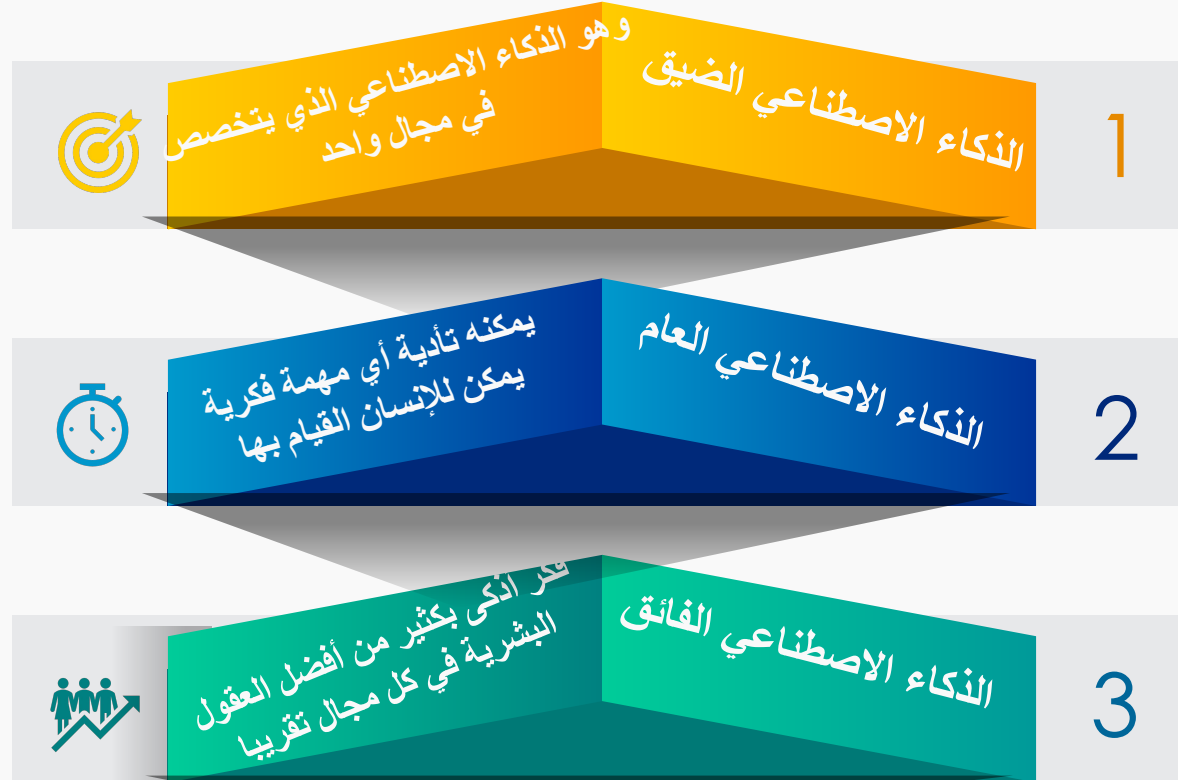 1
الذكاء الاصطناعي الضيق
وهو الذكاء الاصطناعي الذي يتخصص
في مجال واحد
2
الذكاء الاصطناعي العام
يمكنه تأدية أي مهمة فكرية
يمكن للإنسان القيام بها
3
الذكاء الاصطناعي الفائق
فكر أذكى بكثير من أفضل العقول
البشرية في كل مجال تقريبا